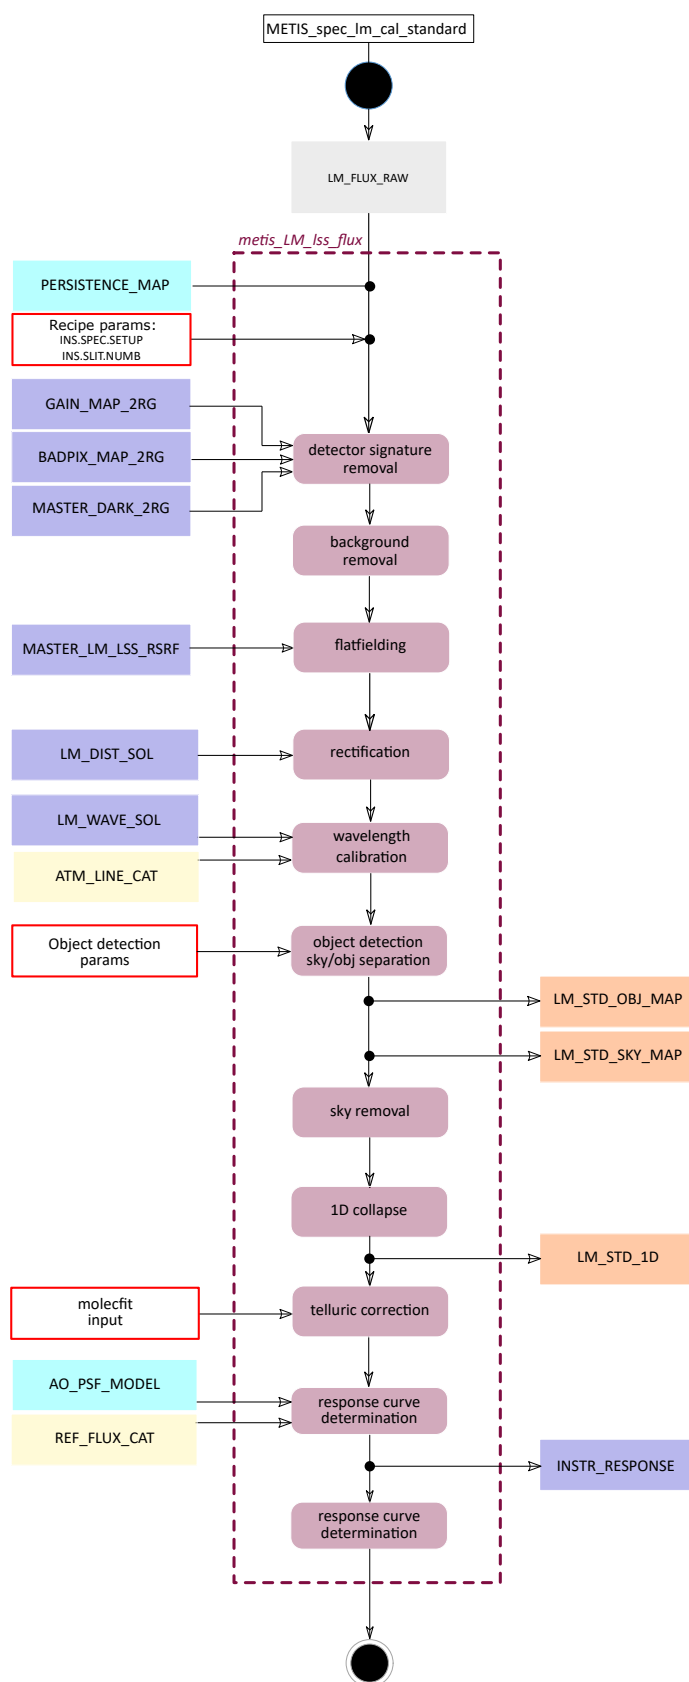 METIS_spec_lm_cal_standard
LM_FLUX_RAW
metis_LM_lss_flux
PERSISTENCE_MAP
Recipe params:
INS.SPEC.SETUP
INS.SLIT.NUMB
GAIN_MAP_2RG
BADPIX_MAP_2RG
MASTER_DARK_2RG
detector signature
removal
background
removal
MASTER_LM_LSS_RSRF
flatfielding
LM_DIST_SOL
rectification
LM_WAVE_SOL
ATM_LINE_CAT
wavelength
calibration
Object detection
params
object detection
sky/obj separation
LM_STD_OBJ_MAP
LM_STD_SKY_MAP
sky removal
1D collapse
LM_STD_1D
molecfit
input
telluric correction
AO_PSF_MODEL
REF_FLUX_CAT
response curve
determination
INSTR_RESPONSE
response curve
determination